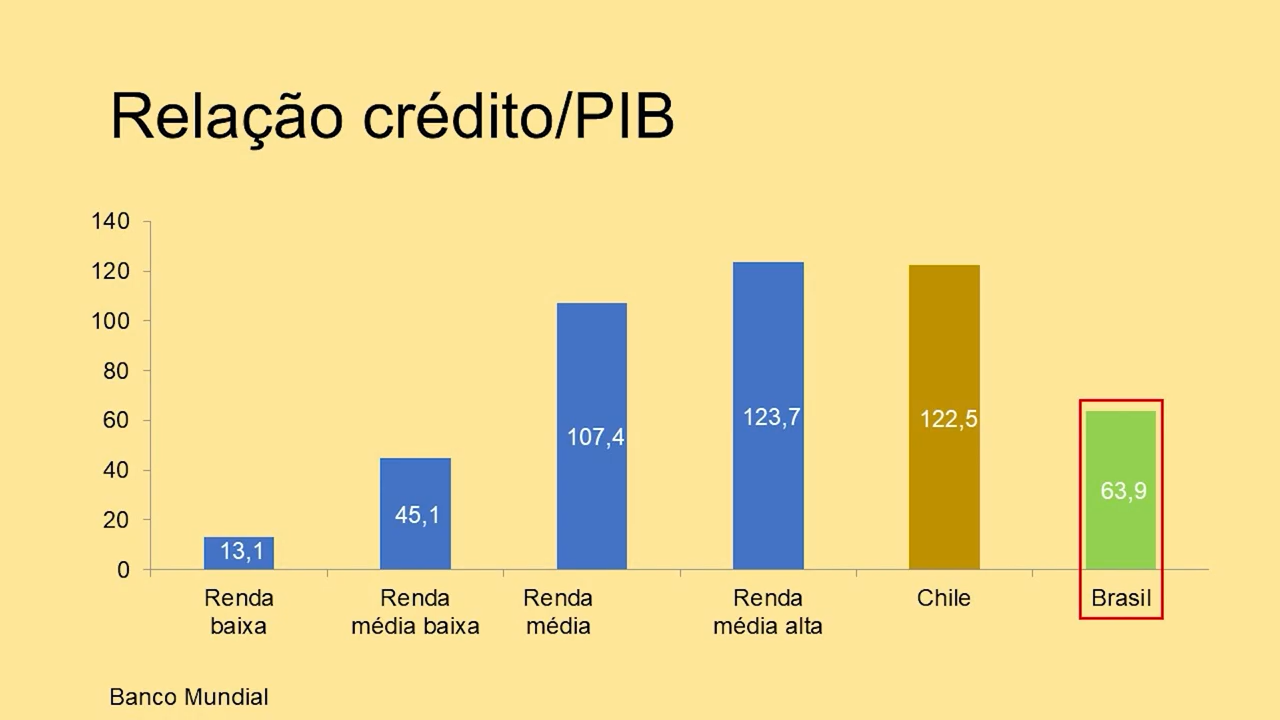 Relação crédito/PIB
140
120
100
80
60
40
20
0
13,1
45,1
107,4
123,7
122,5
63,9
Renda
baixa
Renda
média baixa
Renda
média
Renda
média alta
Chile
Brasil
Banco Mundial